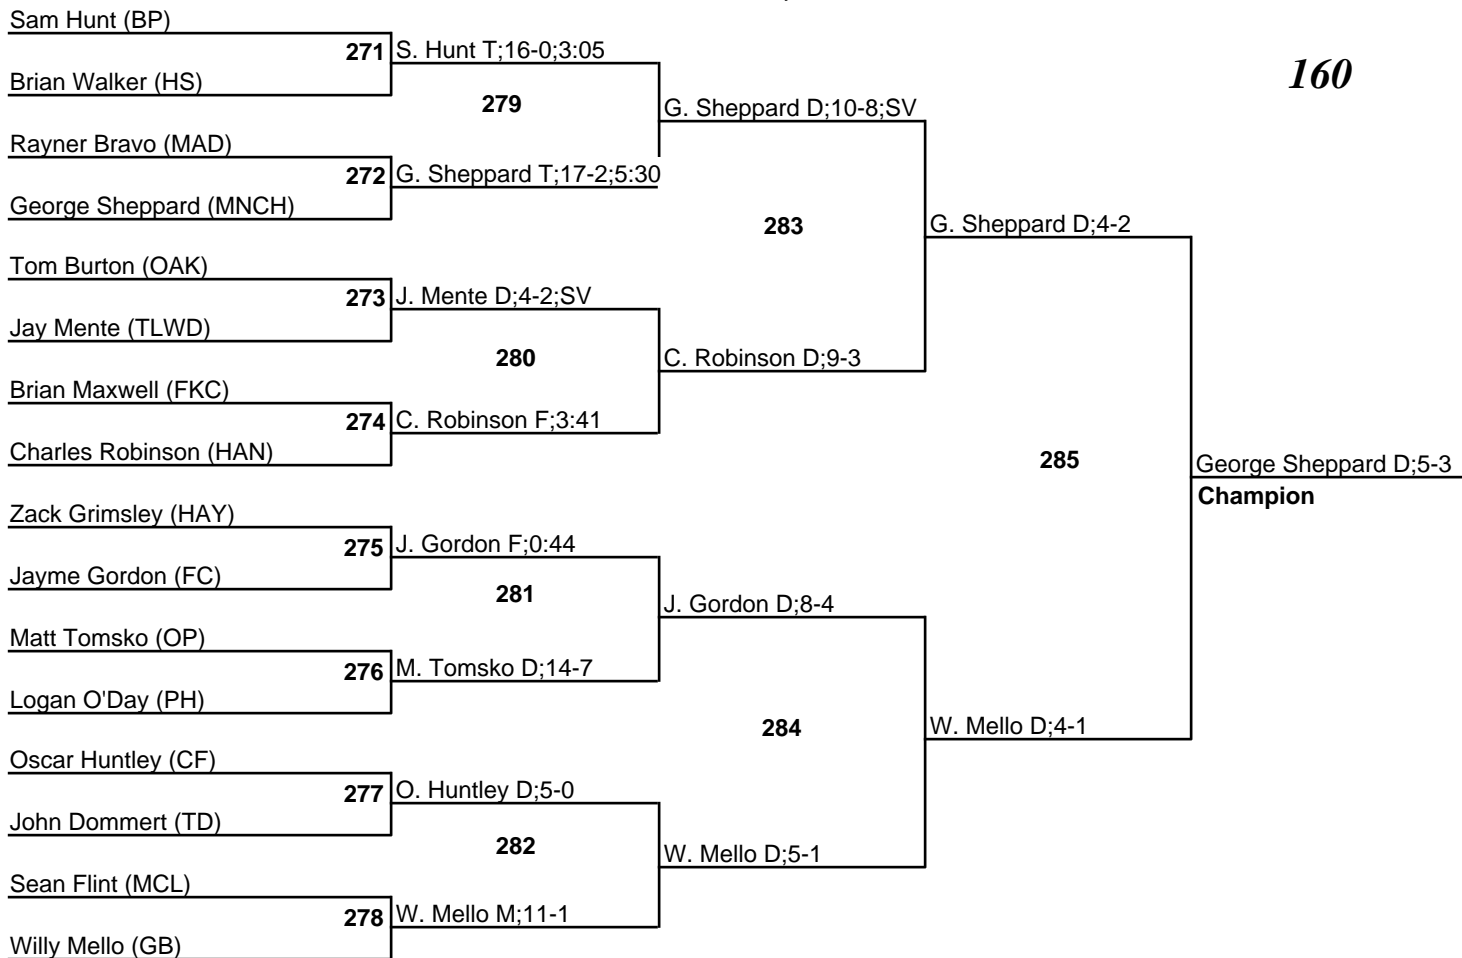 Sam Hunt (BP)
271 S. Hunt T;16-0;3:05
160
Brian Walker (HS)
279
G. Sheppard D;10-8;SV
Rayner Bravo (MAD)
272 G. Sheppard T;17-2;5:30
George Sheppard (MNCH)
283
G. Sheppard D;4-2
Tom Burton (OAK)
273 J. Mente D;4-2;SV
Jay Mente (TLWD)
280
C. Robinson D;9-3
Brian Maxwell (FKC)
274 C. Robinson F;3:41
Charles Robinson (HAN)
285
George Sheppard D;5-3
Champion
Zack Grimsley (HAY)
275 J. Gordon F;0:44
Jayme Gordon (FC)
281
J. Gordon D;8-4
Matt Tomsko (OP)
276 M. Tomsko D;14-7
Logan O'Day (PH)
284
W. Mello D;4-1
Oscar Huntley (CF)
277 O. Huntley D;5-0
John Dommert (TD)
282
W. Mello D;5-1
Sean Flint (MCL)
278 W. Mello M;11-1
Willy Mello (GB)